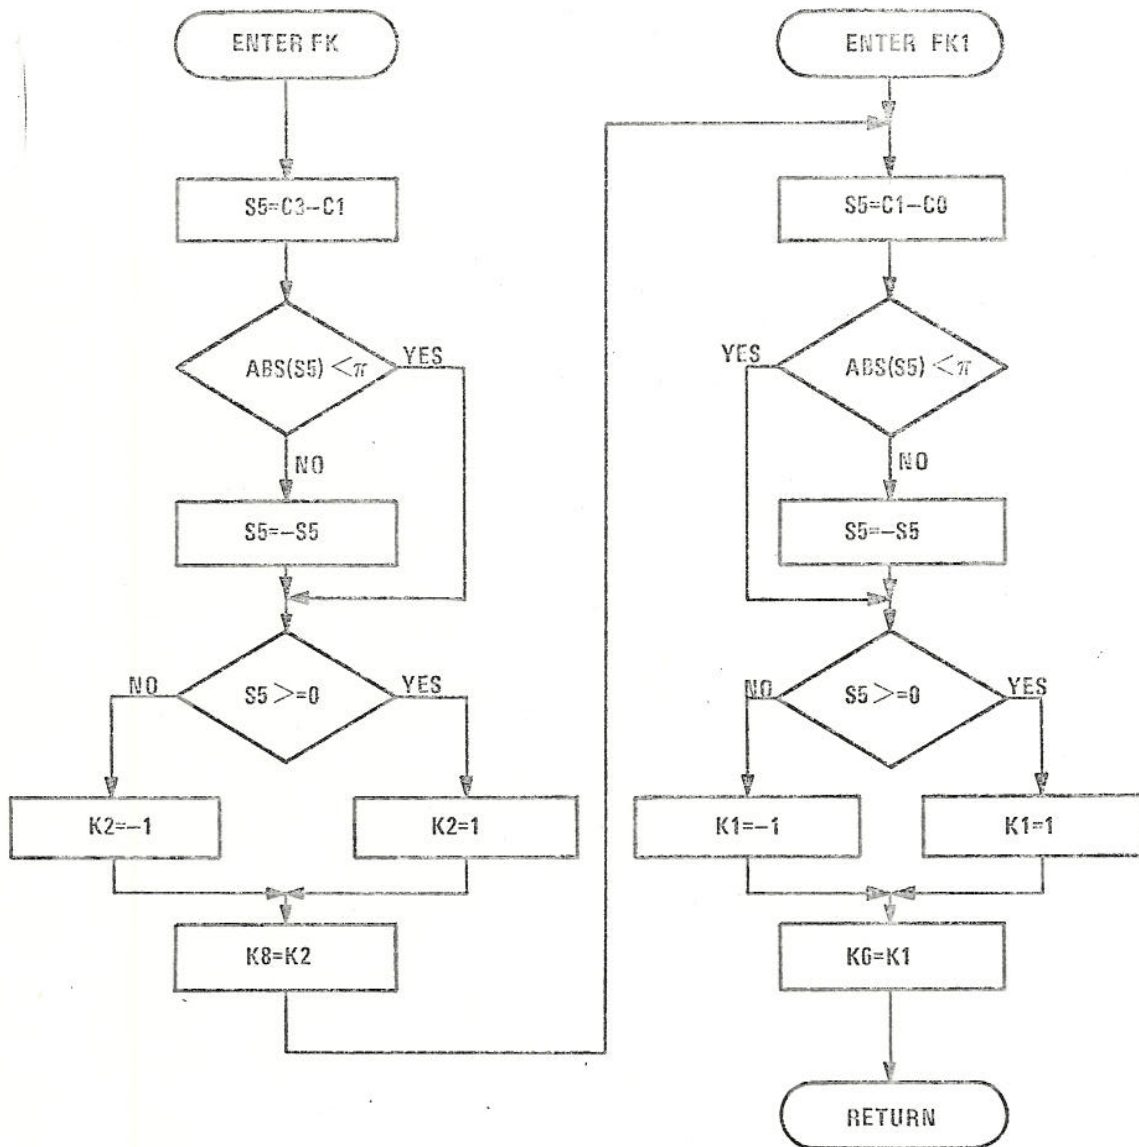 ENTER FK
S5=C3-C1
ABS(S5) <π
YES
NO
S5=-S5
S5 >=0
NO
YES
K2=-1
K2=1
K8=K2
ENTER FK1
S5=C1-C0
ABS(S5) <π
YES
NO
S5=-S5
S5 >=0
NO
YES
K1=-1
K1=1
K6=K1
RETURN